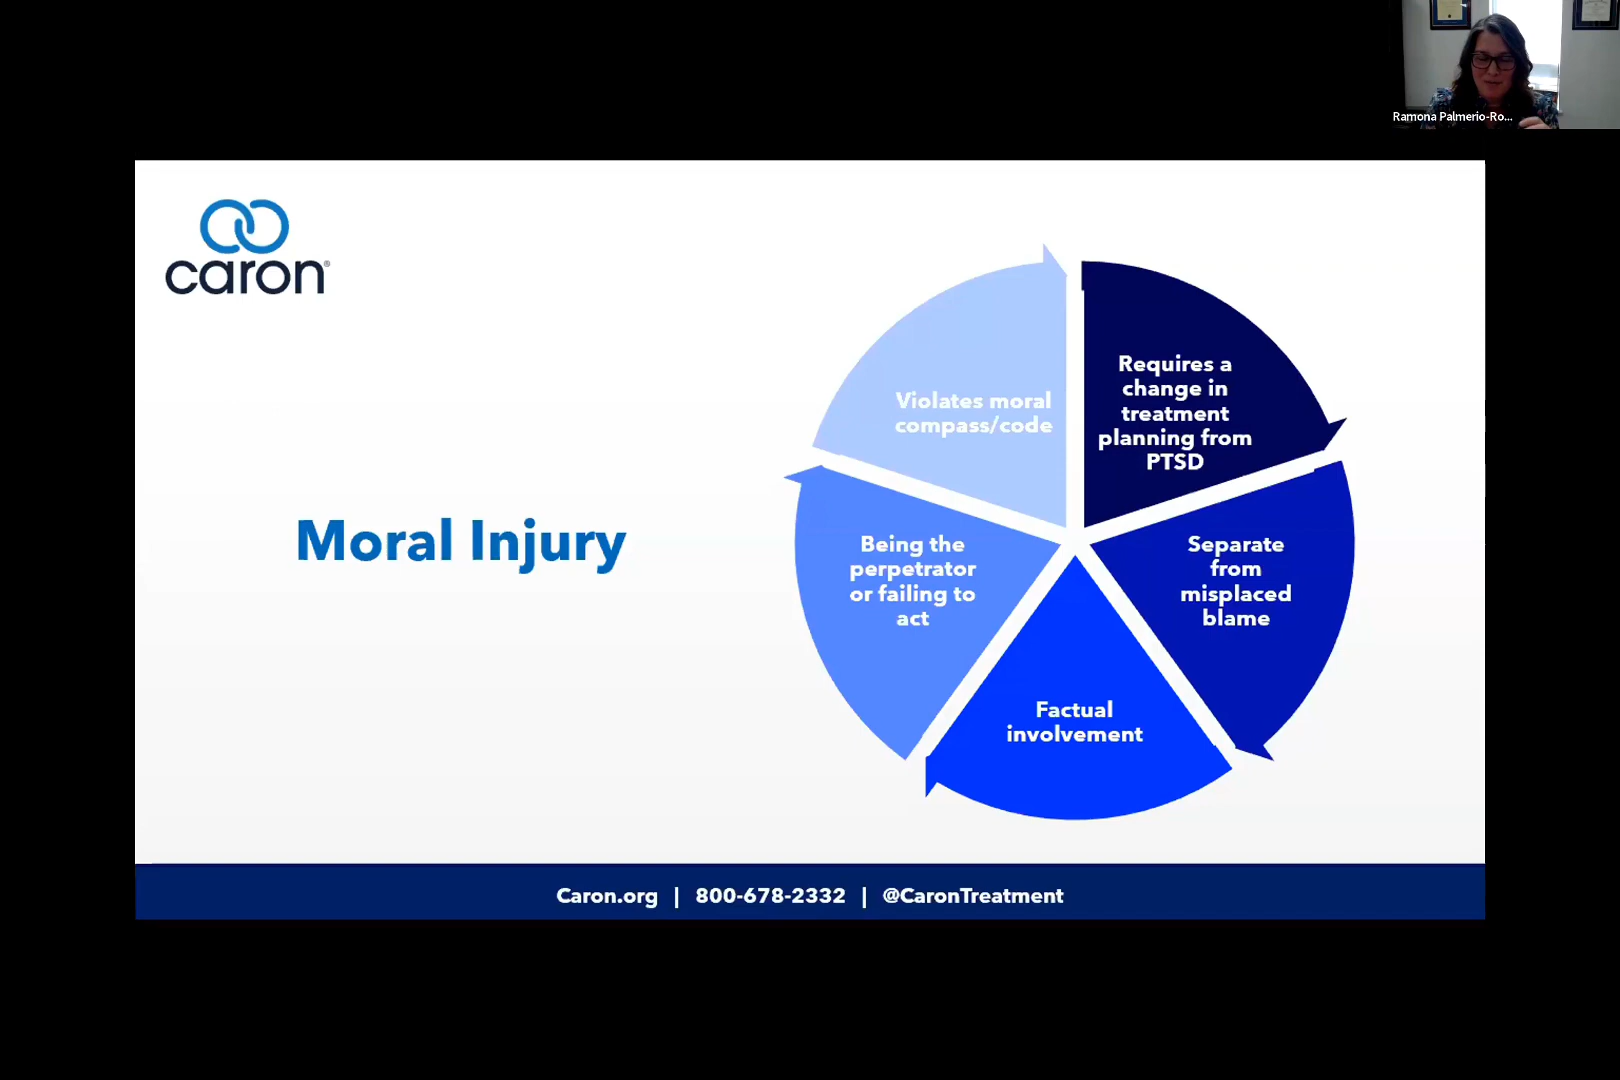 Ramona Palmerio-Ro...
caron®
Moral Injury
Violates moral
compass/code
Requires a
change in
treatment
planning from
PTSD
Being the
perpetrator
or failing to
act
Separate
from
misplaced
blame
Factual
involvement
Caron.org | 800-678-2332 | @CaronTreatment